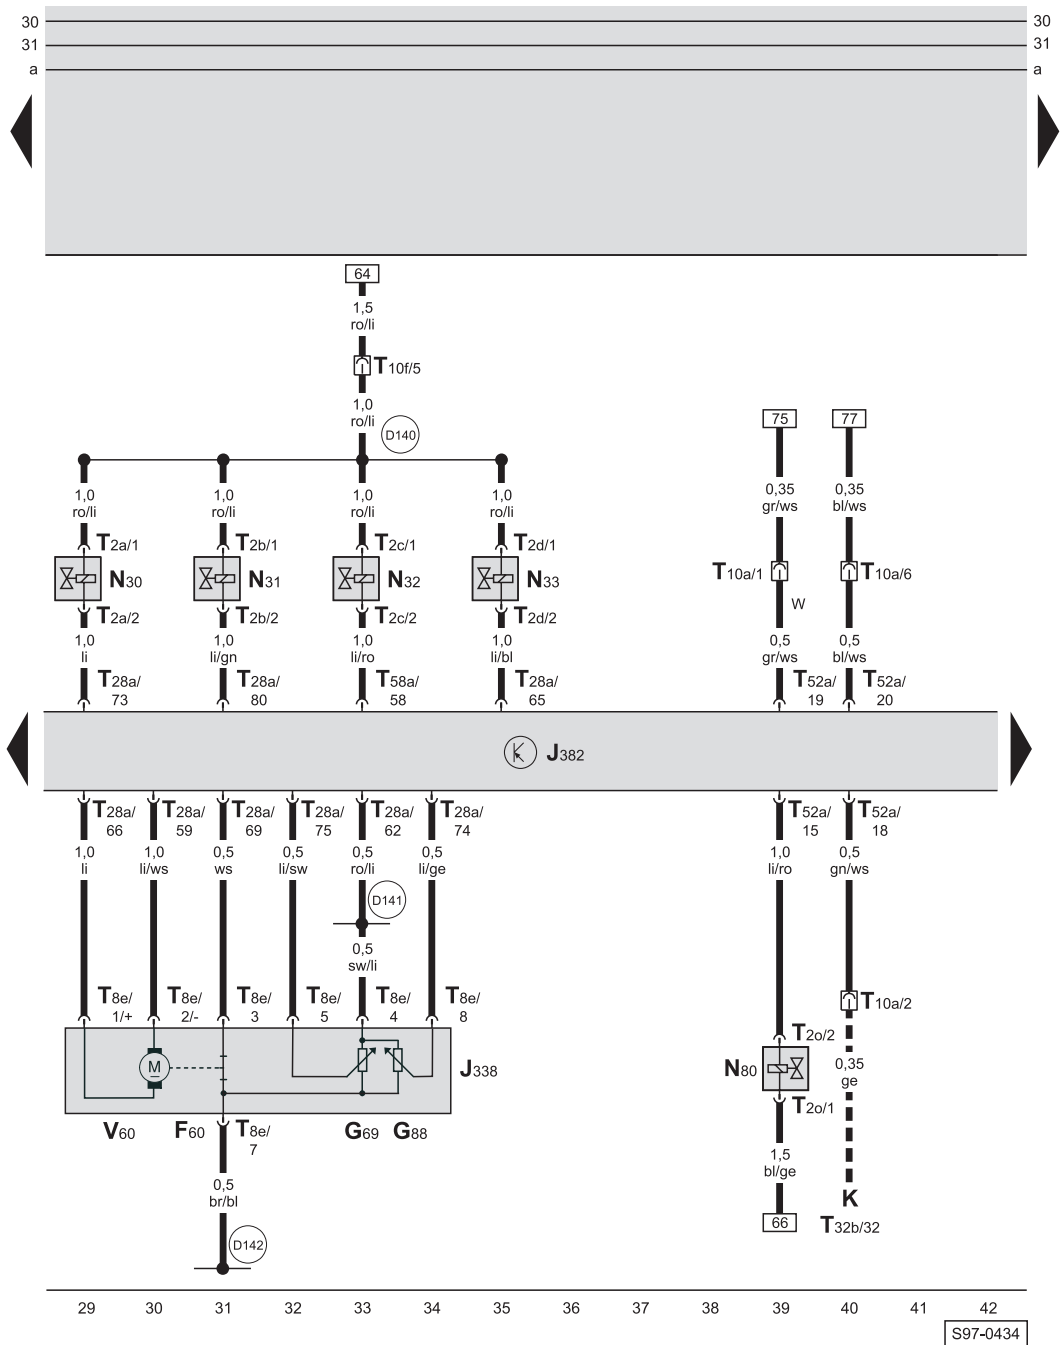 30 30
31 31
a a
64
1,5
ro/li
T10f/5
1,0
ro/li
D140
75 77
1,0 1,0 1,0 1,0 0,35 0,35
ro/li ro/li ro/li ro/li gr/ws bl/ws
T2a/1 T2b/1 T2c/1 T2d/1
N30 N31 N32 N33 T10a/1 T10a/6
W
T2a/2 T2b/2 T2c/2 T2d/2
1,0 1,0 1,0 1,0 0,5 0,5
li li/gn li/ro li/bl gr/ws bl/ws
T28a/ T28a/ T58a/ T28a/ T52a/ T52a/
73 80 58 65 19 20
J382
T28a/ T28a/ T28a/ T28a/ T28a/ T28a/ T52a/ T52a/
66 59 69 75 62 74 15 18
1,0 1,0 0,5 0,5 0,5 0,5 1,0 0,5
li li/ws ws li/sw ro/li li/ge li/ro gn/ws
D141
0,5
sw/li
T8e/ T8e/ T8e/ T8e/ T8e/ T8e/ T10a/2
1/+ 2/- 3 5 4 8
T2o/2
M J338 N80 0,35
ge
T2o/1
V60 F60 T8e/ G69 G88
7
1,5
bl/ge
0,5
br/bl
K
66 T32b/32
D142
29 30 31 32 33 34 35 36 37 38 39 40 41 42
S97-0434